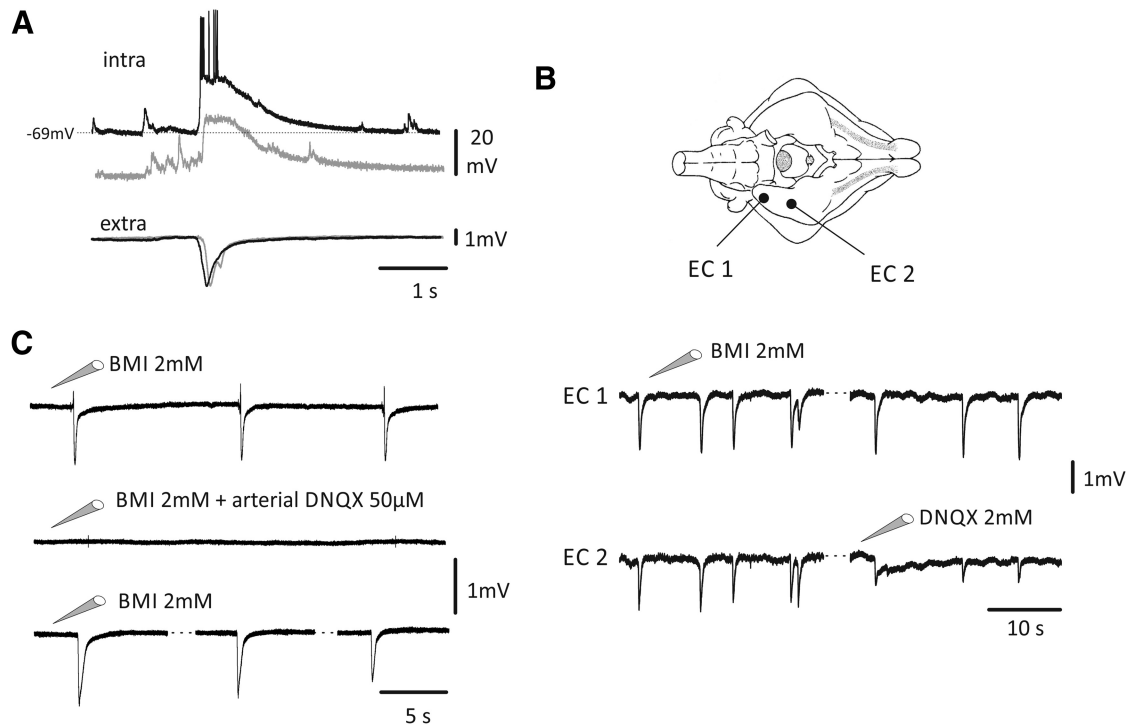 A
intra
-69mV
20
mV
extra
1mV
1 s
B
EC 1
EC 2
C
BMI 2mM
BMI 2mM + arterial DNQX 50µM
1mV
BMI 2mM
5 s
BMI 2mM
EC 1
1mV
DNQX 2mM
EC 2
10 s